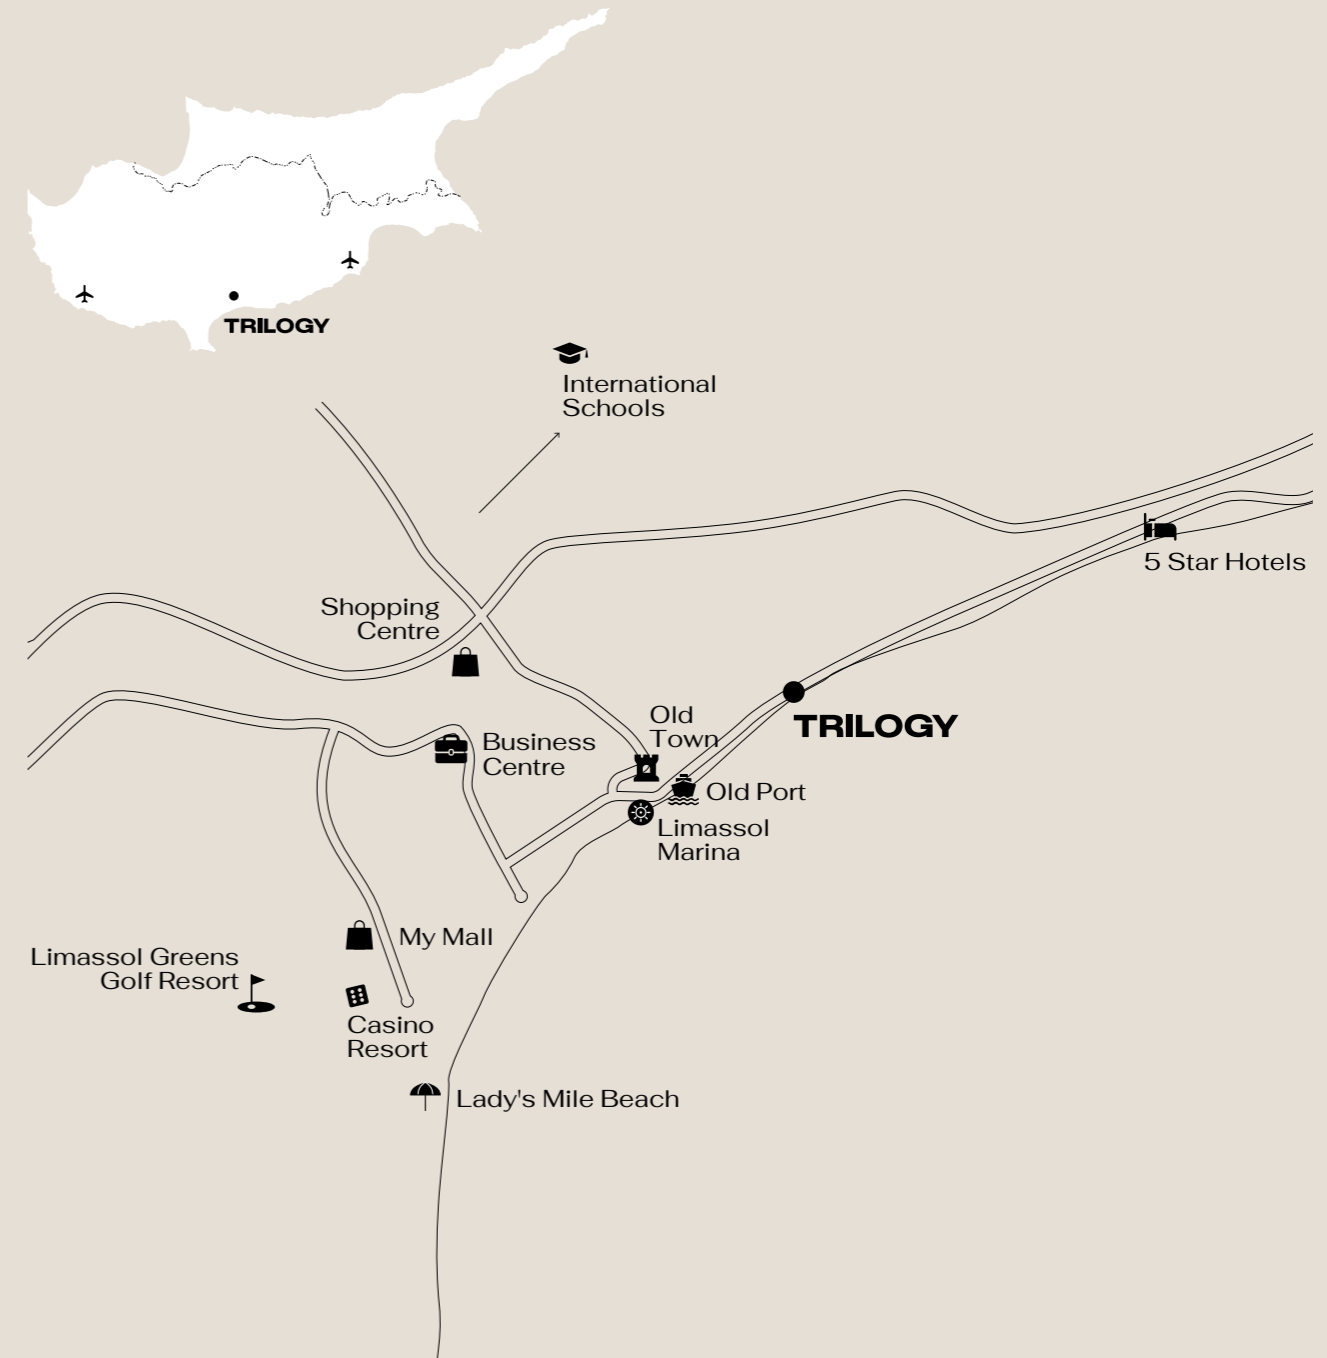 TRILOGY
International
Schools
5 Star Hotels
Shopping
Centre
TRILOGY
Old
Town
Business
Centre
Old Port
Limassol
Marina
My Mall
Limassol Greens
Golf Resort
Casino
Resort
Lady's Mile Beach